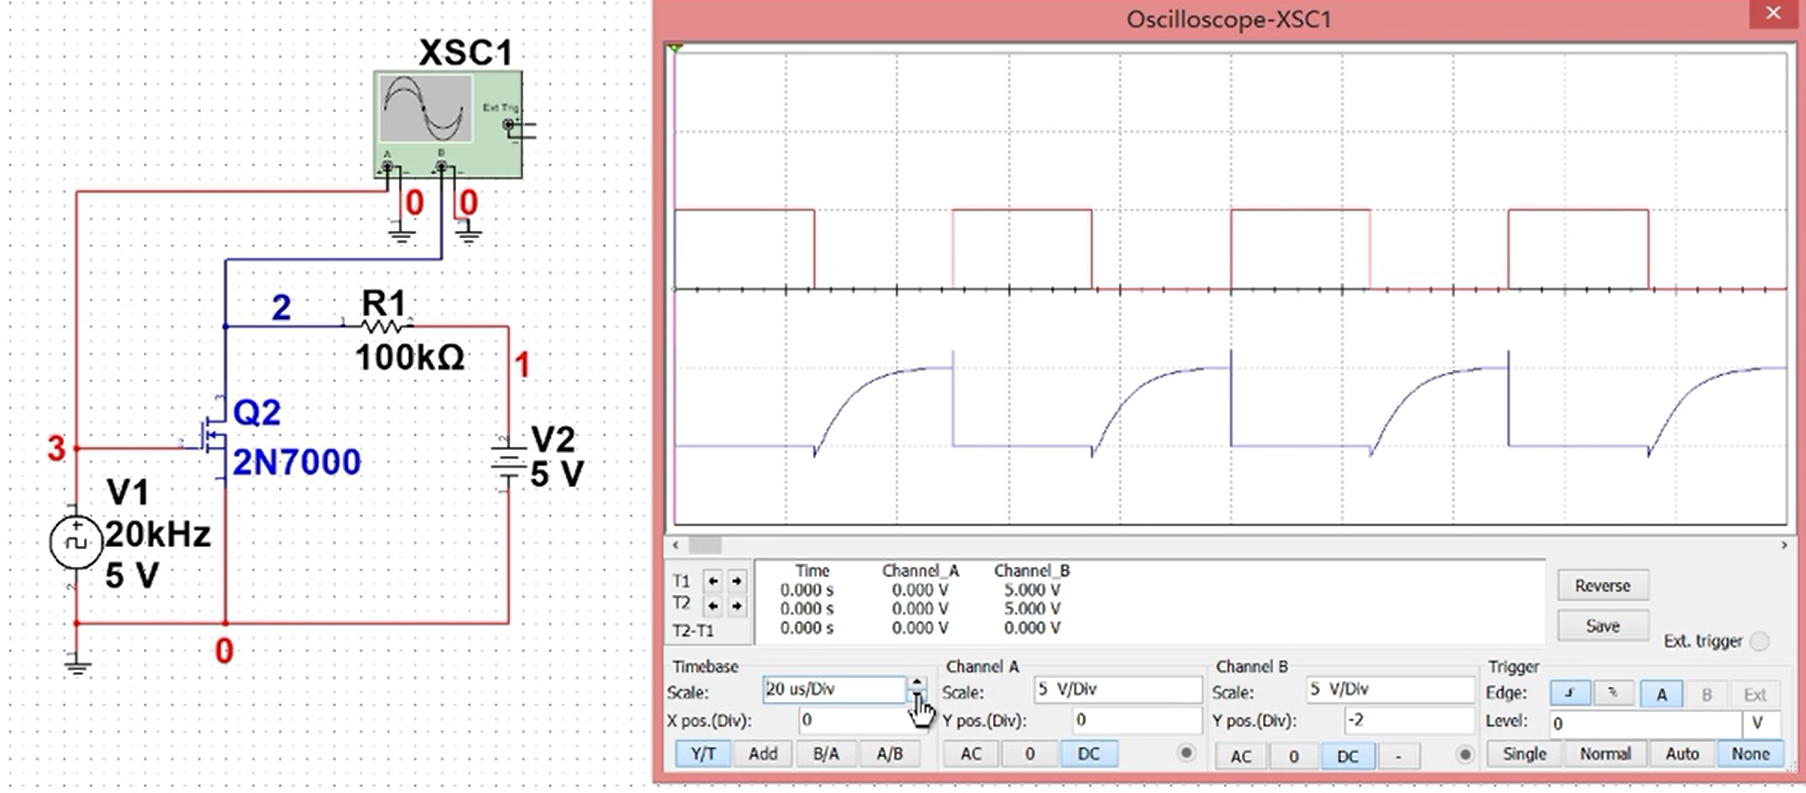 XSC1
Ext Trig
A B
0 0
2
R1
100kΩ
1
Q2
2N7000
3
V2
5 V
V1
20kHz
5 V
0
Oscilloscope-XSC1
Time Channel_A Channel_B
T1 0.000 s 0.000 V 5.000 V
T2 0.000 s 0.000 V 5.000 V
T2-T1 0.000 s 0.000 V 0.000 V
Reverse
Save
Ext. trigger
Timebase
Scale: 20 us/Div
X pos.(Div): 0
Y/T Add B/A A/B
Channel A
Scale: 5 V/Div
Y pos.(Div): 0
AC 0 DC
Channel B
Scale: 5 V/Div
Y pos.(Div): -2
AC 0 DC -
Trigger
Edge: A B Ext
Level: 0 V
Single Normal Auto None